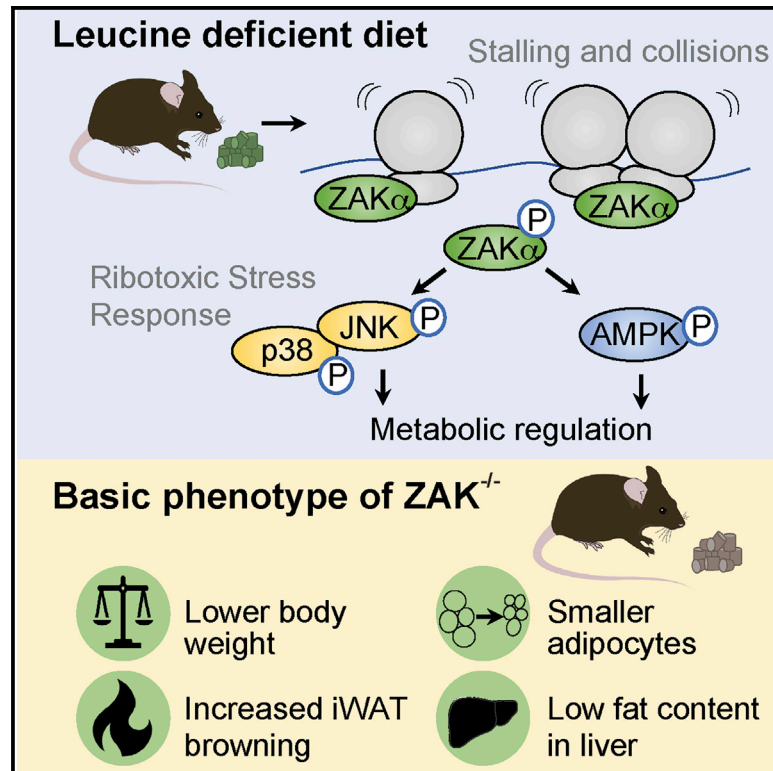 Leucine deficient diet
Stalling and collisions
ZAKα
ZAKα
P
ZAKα
Ribotoxic Stress
Response
JNK
P
p38
P
AMPK
P
Metabolic regulation
Basic phenotype of ZAK-/-
Lower body
weight
Smaller
adipocytes
Increased iWAT
browning
Low fat content
in liver